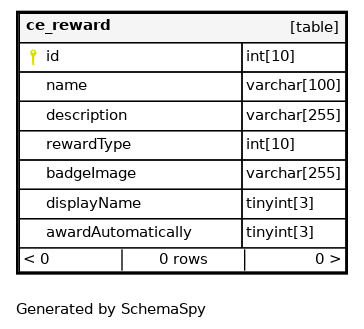 ce_reward [table]
id int[10]
name varchar[100]
description varchar[255]
rewardType int[10]
badgeImage varchar[255]
displayName tinyint[3]
awardAutomatically tinyint[3]
< 0 0 rows 0 >
Generated by SchemaSpy